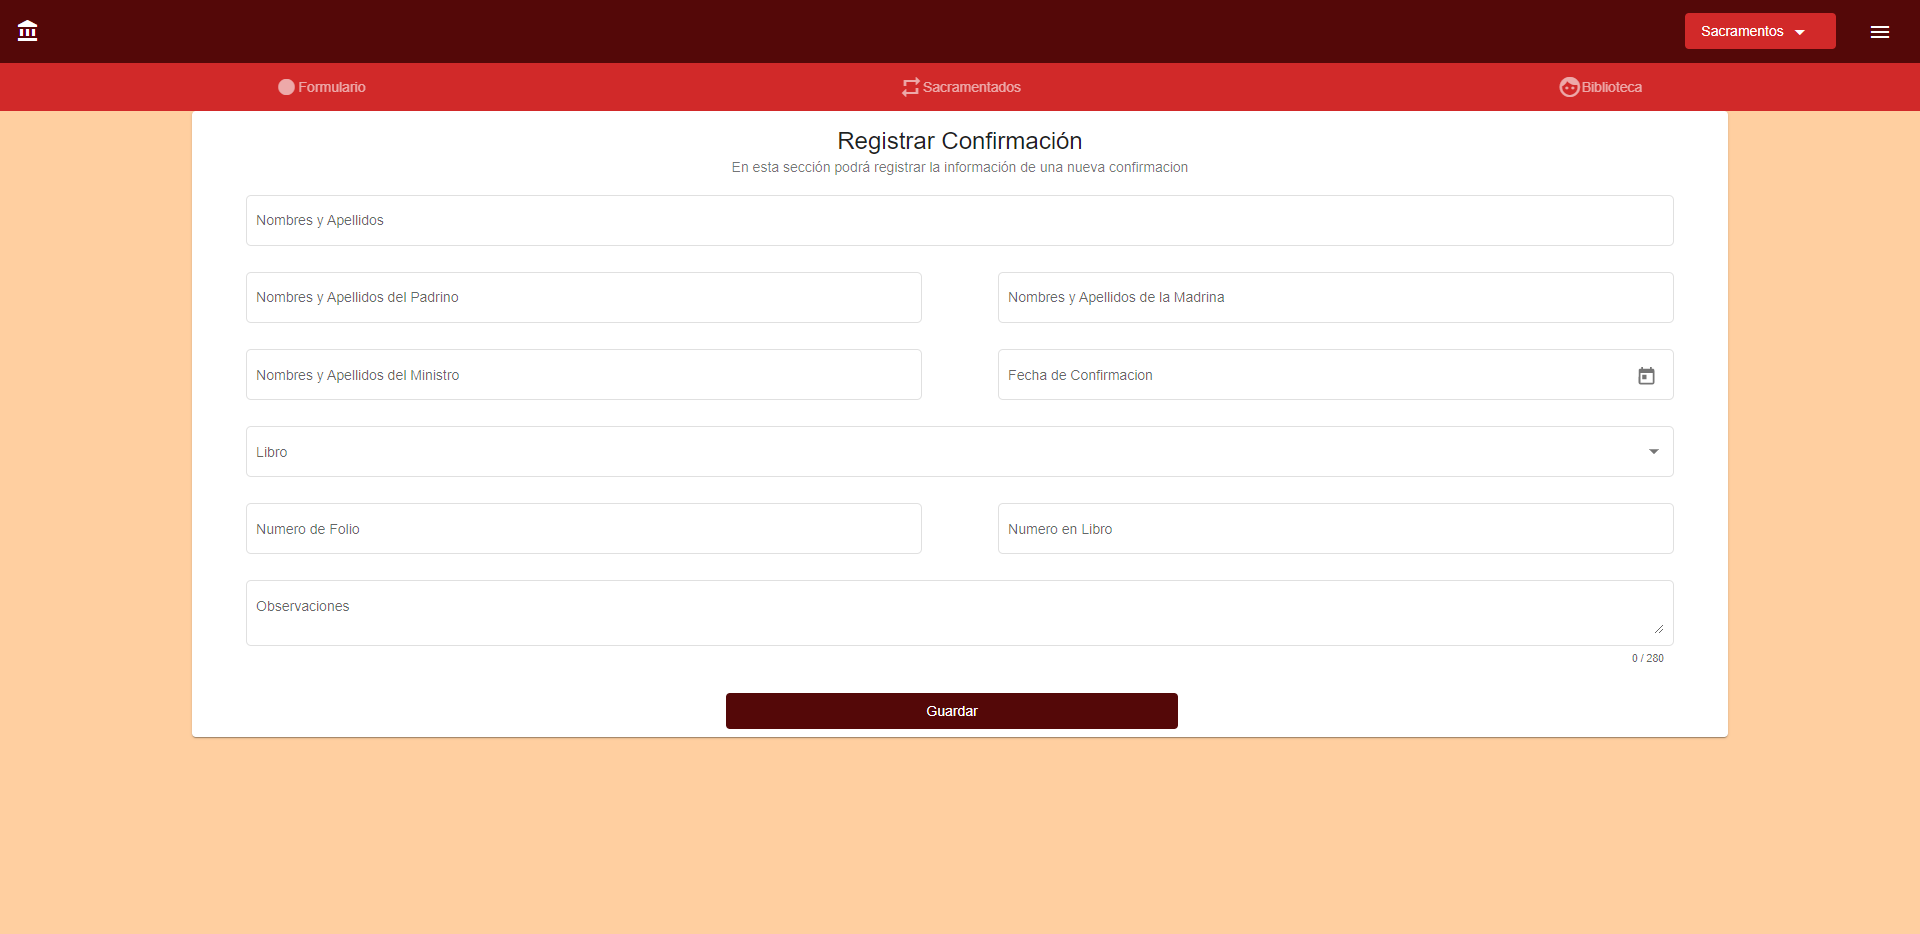 Sacramentos
Formulario
Sacramentados
Biblioteca
Registrar Confirmación
En esta sección podrá registrar la información de una nueva confirmacion
Nombres y Apellidos
Nombres y Apellidos del Padrino
Nombres y Apellidos de la Madrina
Nombres y Apellidos del Ministro
Fecha de Confirmacion
Libro
Numero de Folio
Numero en Libro
Observaciones
0 / 280
Guardar